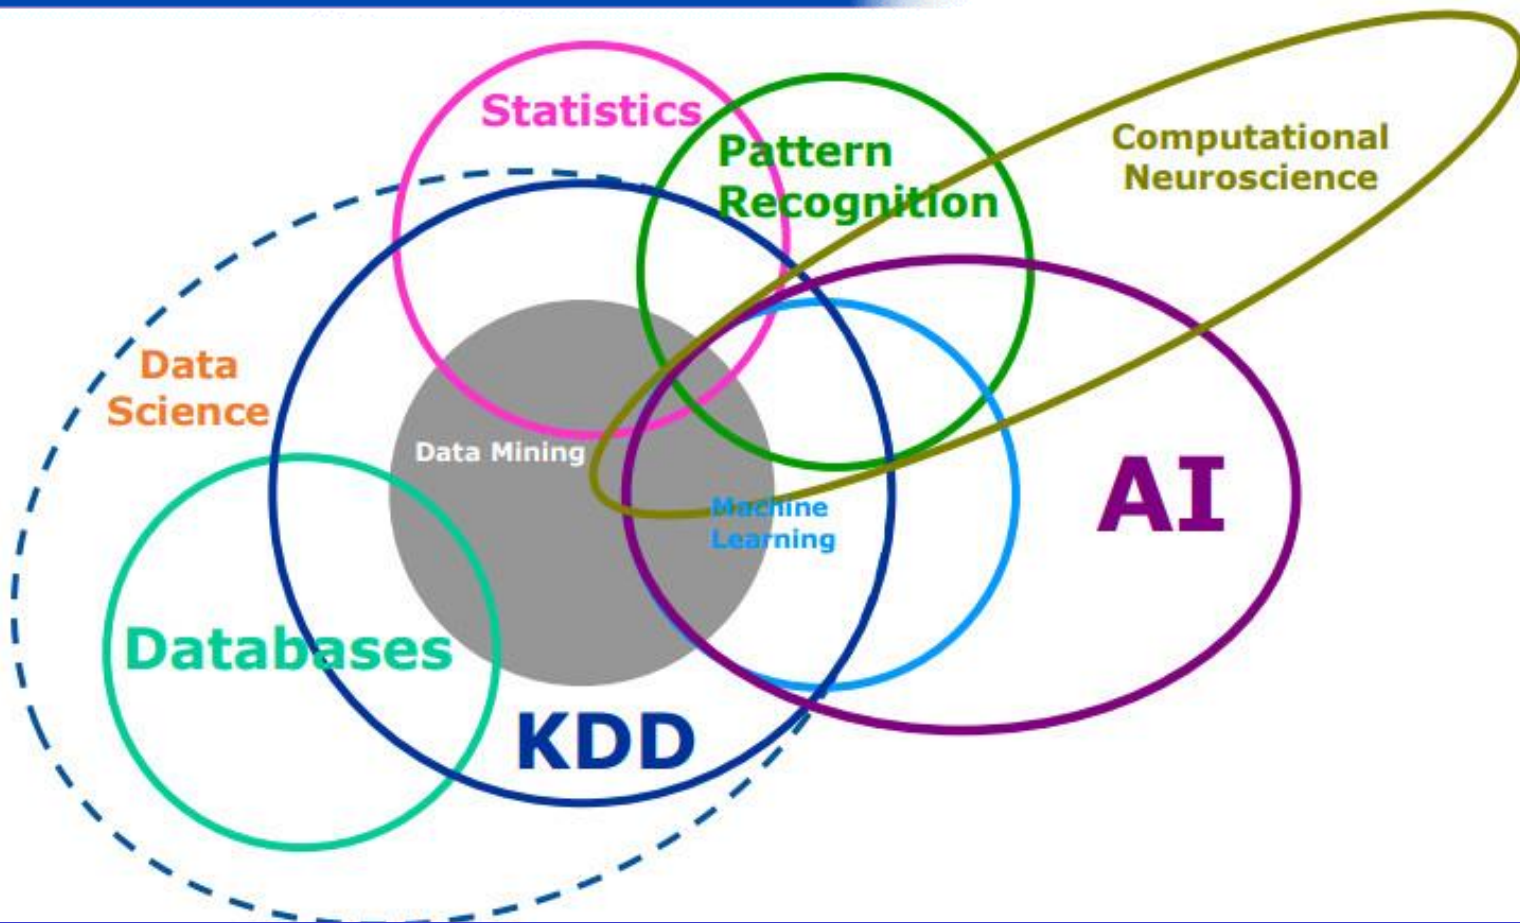 Statistics
Pattern
Recognition
Computational
Neuroscience
Data
Science
Data Mining
Machine
Learning
AI
Databases
KDD